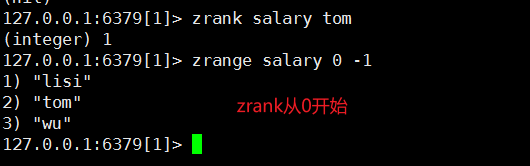 (nil)
127.0.0.1:6379[1]> zrank salary tom
(integer) 1
127.0.0.1:6379[1]> zrange salary 0 -1
1) "lisi"
2) "tom"
3) "wu"
zrank从0开始
127.0.0.1:6379[1]>